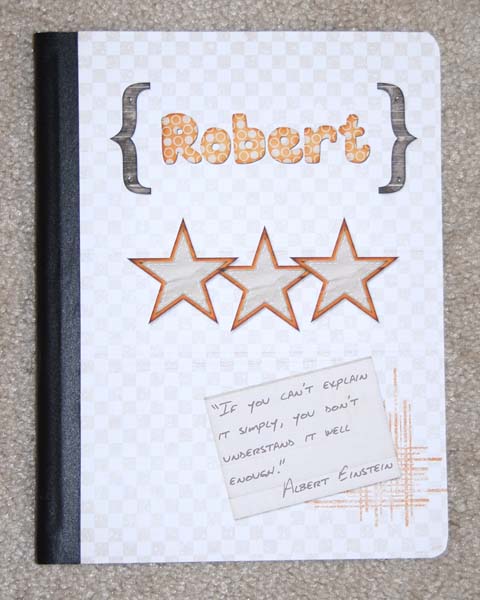 {Robert}
"If you can't explain
it simply, you don't
understand it well
enough."
Albert Einstein